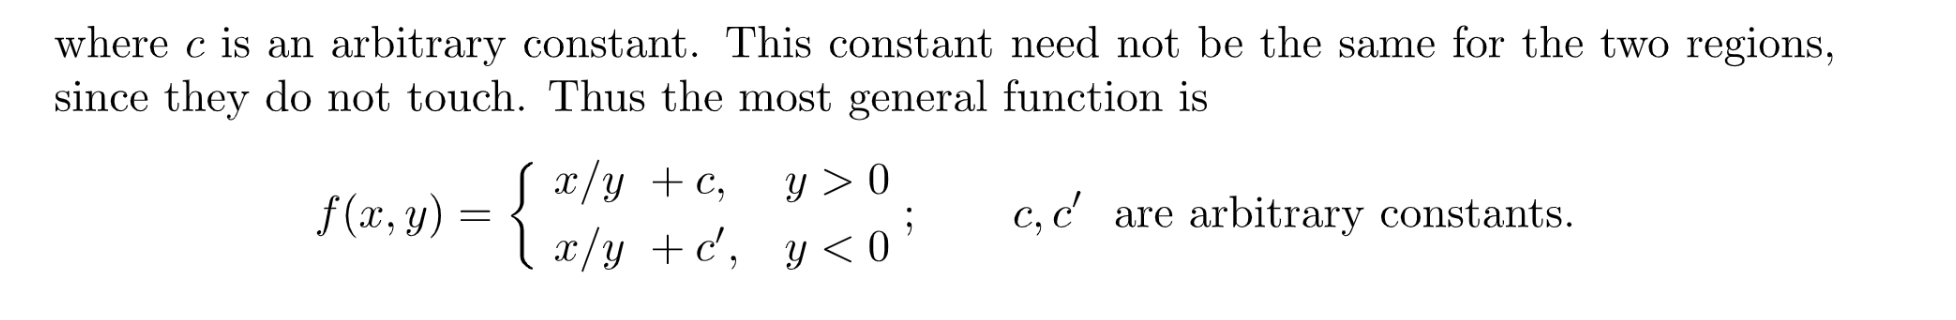 where c is an arbitrary constant. This constant need not be the same for the two regions,
since they do not touch. Thus the most general function is
f(x, y) = { x/y + c, y > 0
x/y + c′, y < 0 ; c, c′ are arbitrary constants.